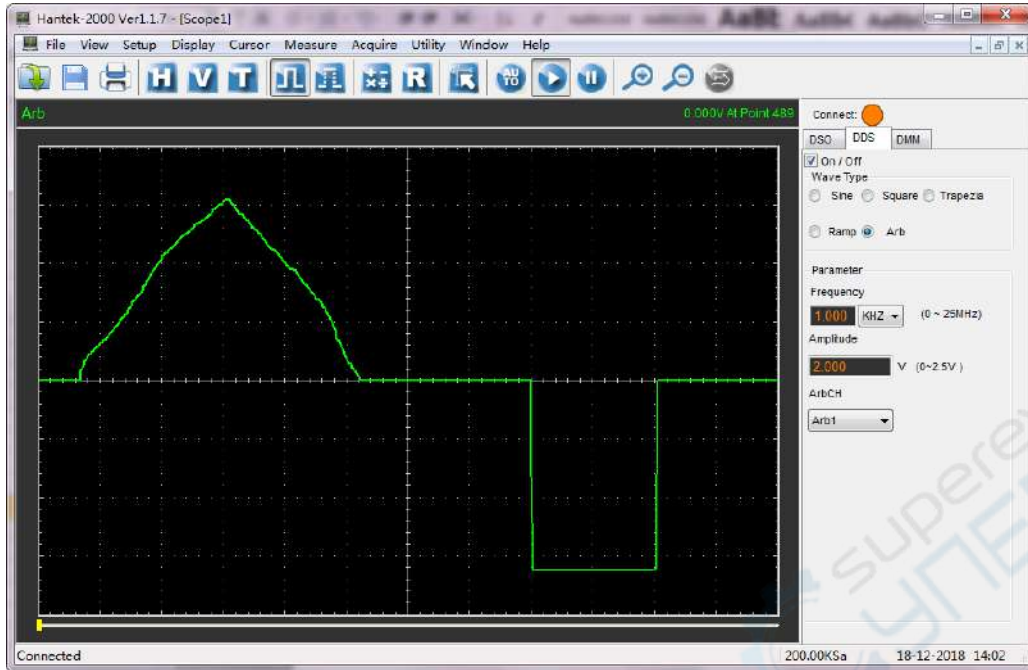 Hantek-2000 Ver1.1.7 - [Scope1]
File View Setup Display Cursor Measure Acquire Utility Window Help
H V T R AUTO
Arb 0.000V At Point 489
Connect:
DSO DDS DMM
On / Off
Wave Type
Sine Square Trapezia
Ramp Arb
Parameter
Frequency
1.000 KHZ (0 ~ 25MHz)
Amplitude
2.000 V (0~2.5V )
ArbCH
Arb1
Connected 200.00KSa 18-12-2018 14:02